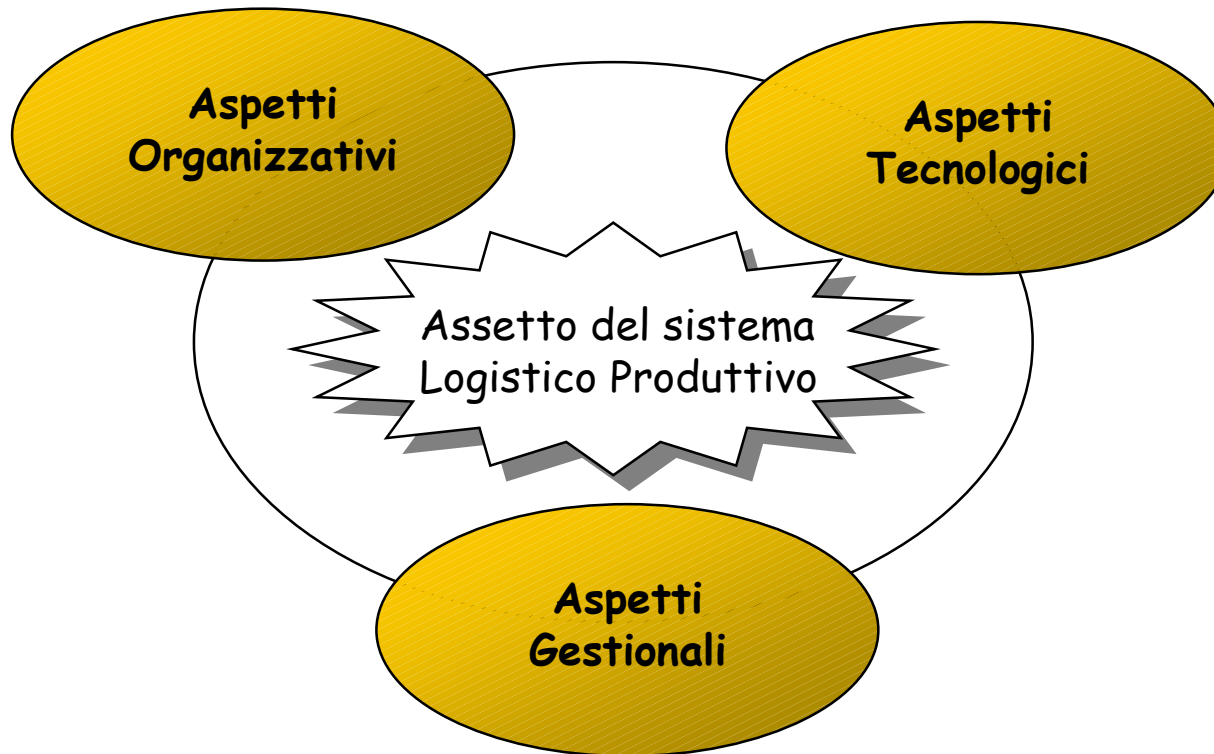 Aspetti
Organizzativi
Aspetti
Tecnologici
Assetto del sistema
Logistico Produttivo
Aspetti
Gestionali